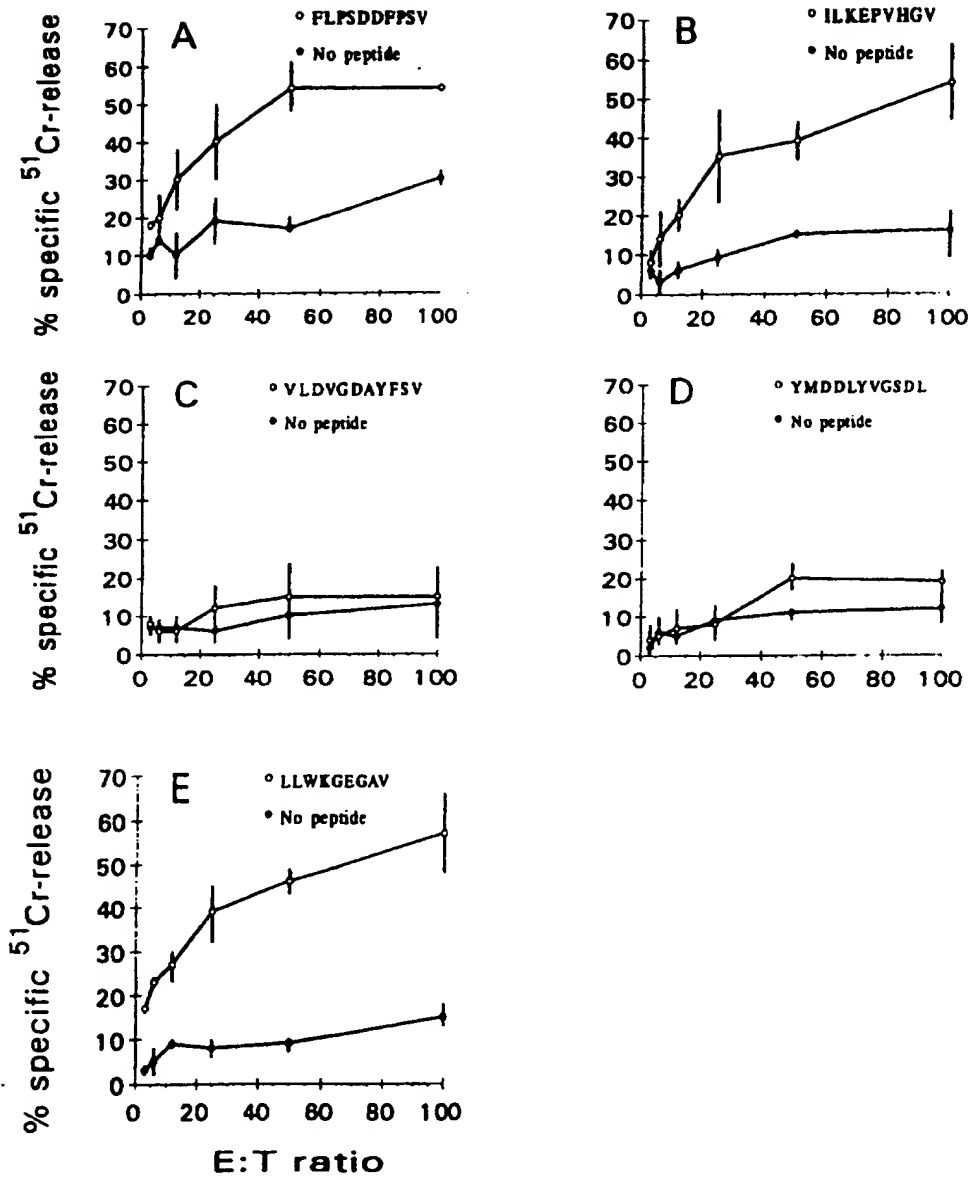 A
FLPSDDFPSV
No peptide
% specific 51Cr-release
70
60
50
40
30
20
10
0
0 20 40 60 80 100
B
ILKEPVHGV
No peptide
70
60
50
40
30
20
10
0
0 20 40 60 80 100
C
VLDVGDAYFSV
No peptide
% specific 51Cr-release
70
60
50
40
30
20
10
0
0 20 40 60 80 100
D
YMDDLYVGSDL
No peptide
70
60
50
40
30
20
10
0
0 20 40 60 80 100
E
LLWKGEGAV
No peptide
% specific 51Cr-release
70
60
50
40
30
20
10
0
0 20 40 60 80 100
E:T ratio